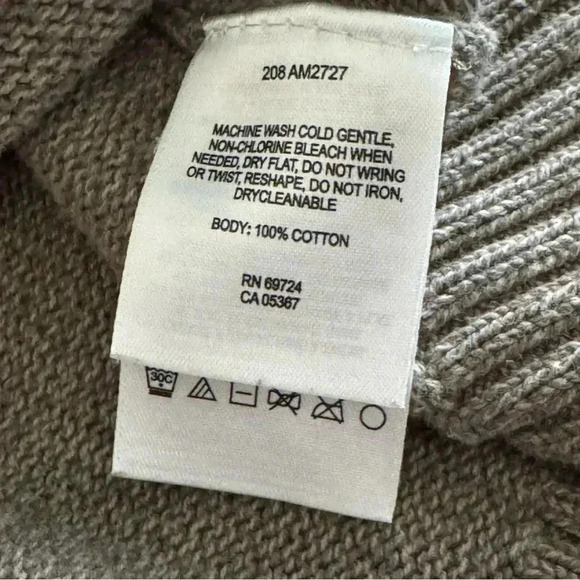 208 AM2727
MACHINE WASH COLD GENTLE,
NON-CHLORINE BLEACH WHEN
NEEDED, DRY FLAT, DO NOT WRING
OR TWIST, RESHAPE, DO NOT IRON,
DRYCLEANABLE
BODY: 100% COTTON
RN 69724
CA 05367
30C